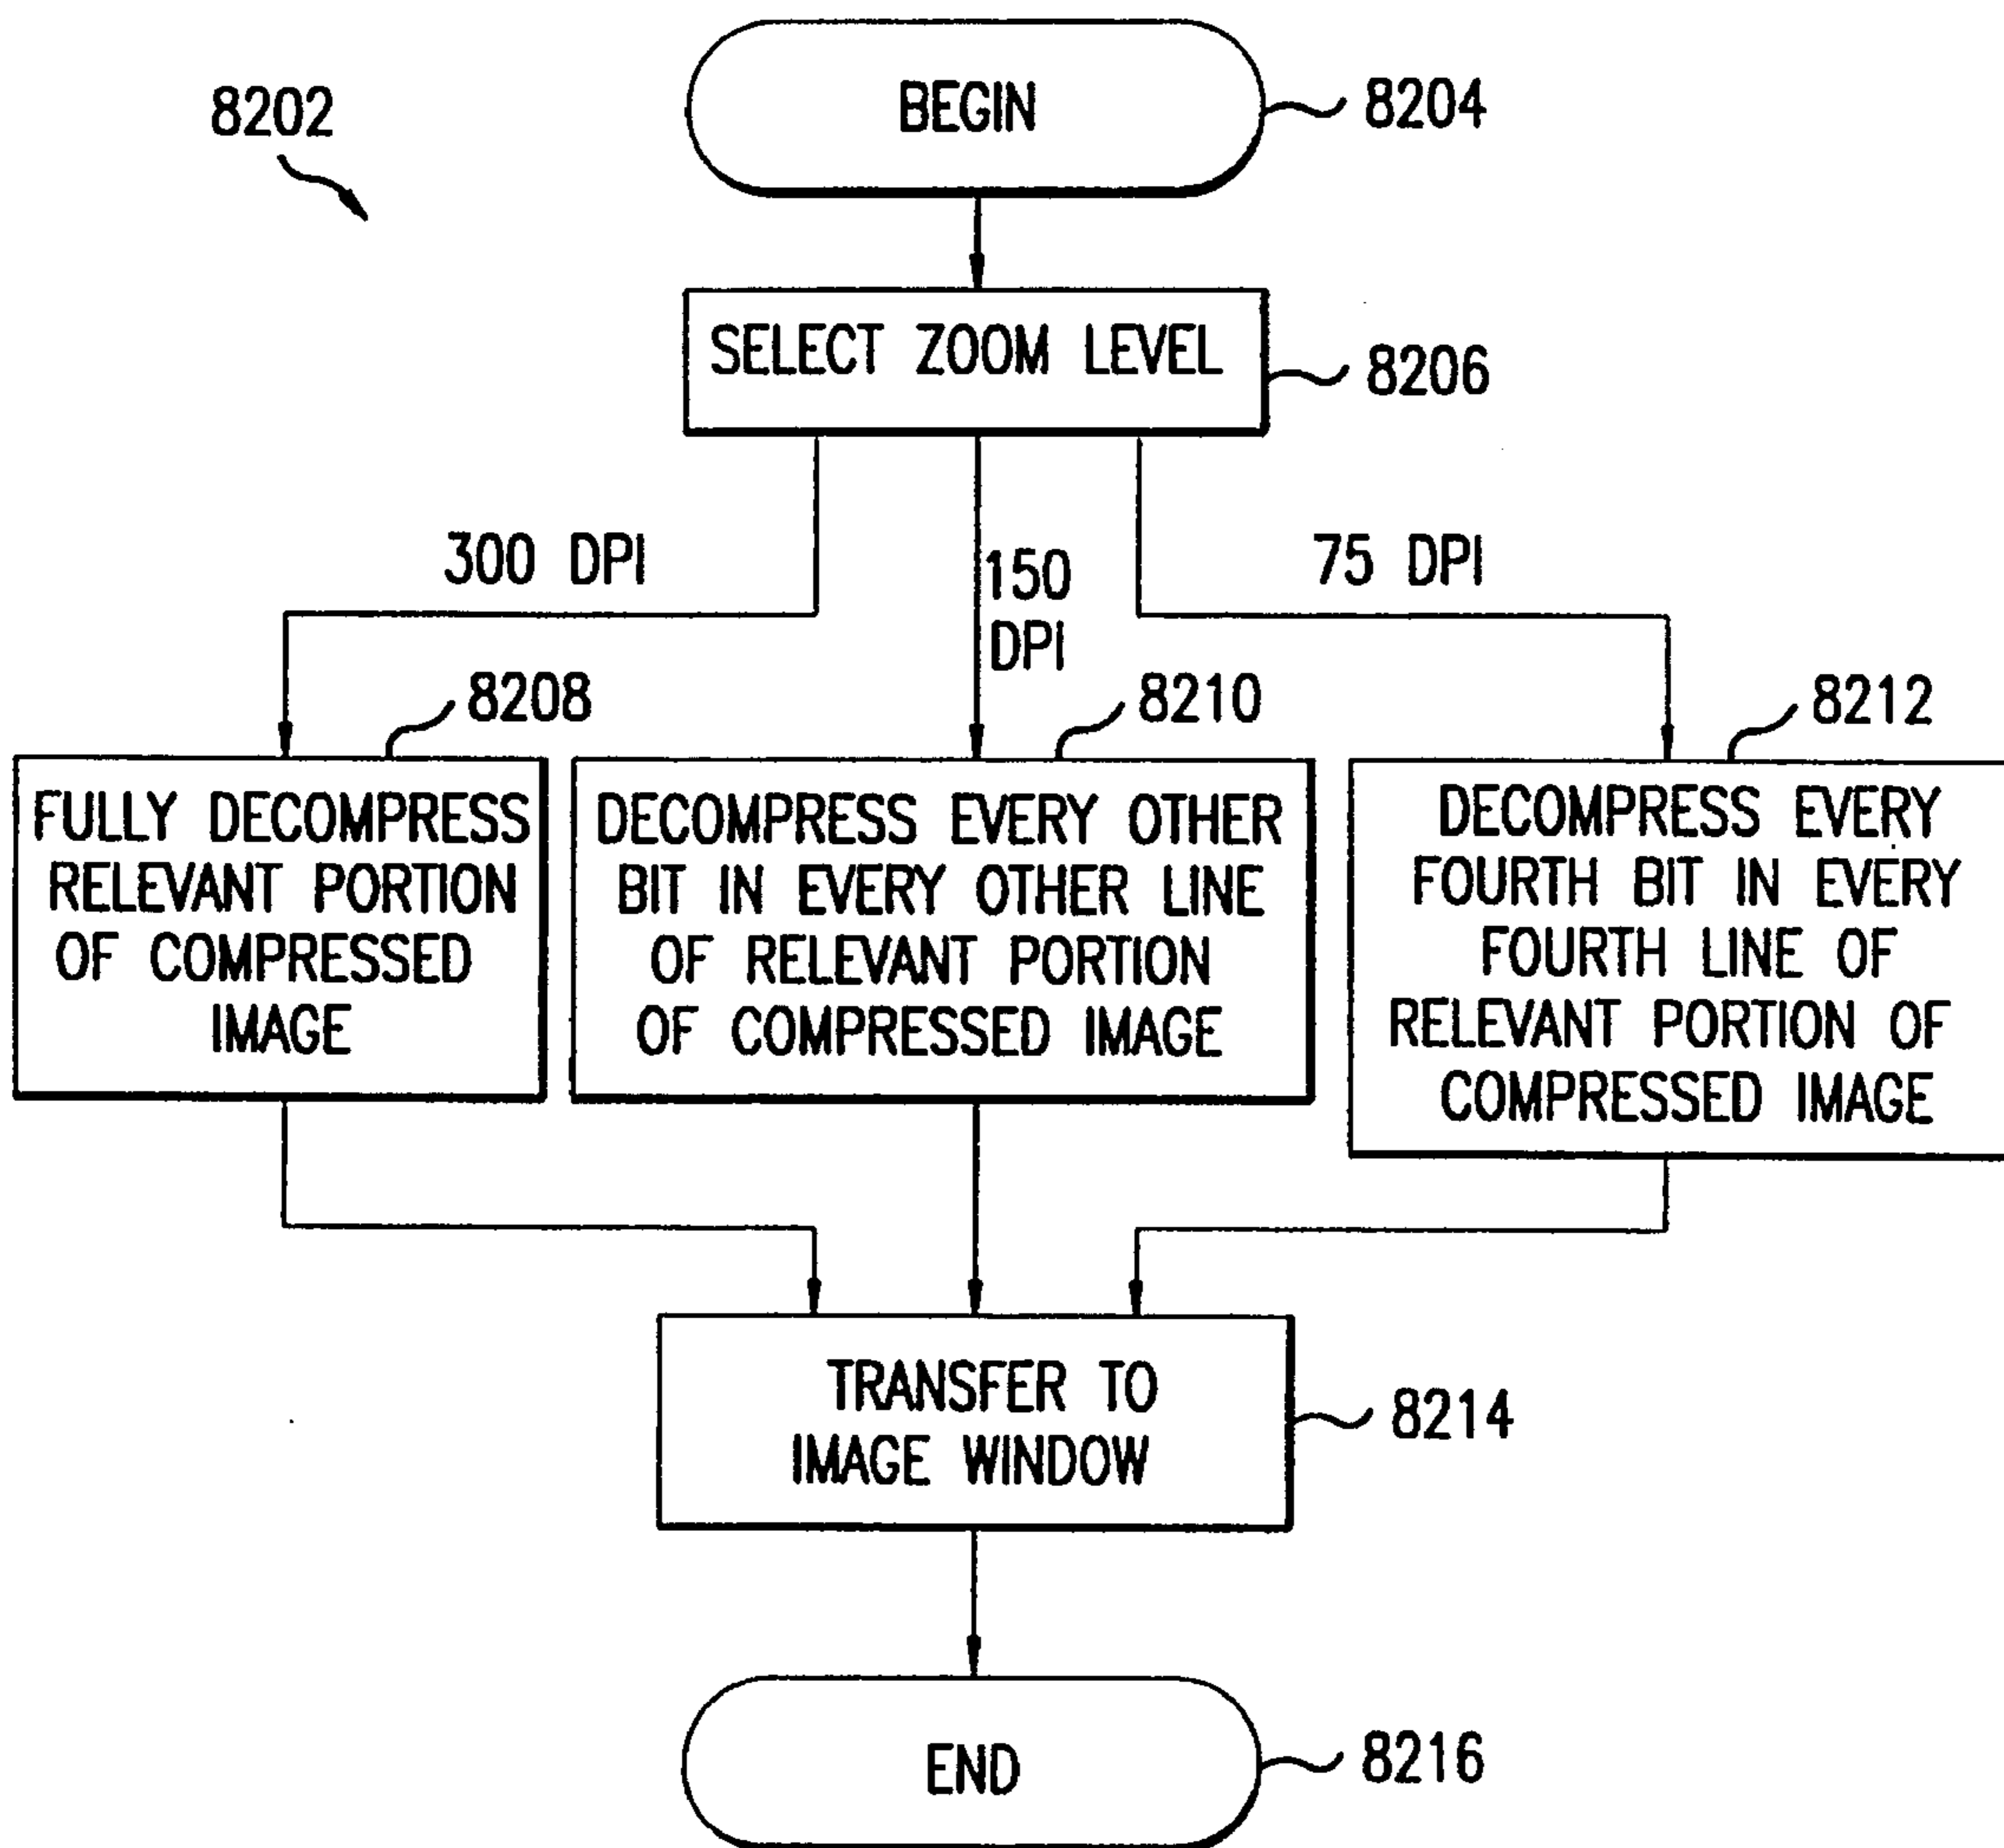 8202
BEGIN
8204
SELECT ZOOM LEVEL
8206
300 DPI
150
DPI
75 DPI
8208
FULLY DECOMPRESS
RELEVANT PORTION
OF COMPRESSED
IMAGE
8210
DECOMPRESS EVERY OTHER
BIT IN EVERY OTHER LINE
OF RELEVANT PORTION
OF COMPRESSED IMAGE
8212
DECOMPRESS EVERY
FOURTH BIT IN EVERY
FOURTH LINE OF
RELEVANT PORTION OF
COMPRESSED IMAGE
TRANSFER TO
IMAGE WINDOW
8214
END
8216